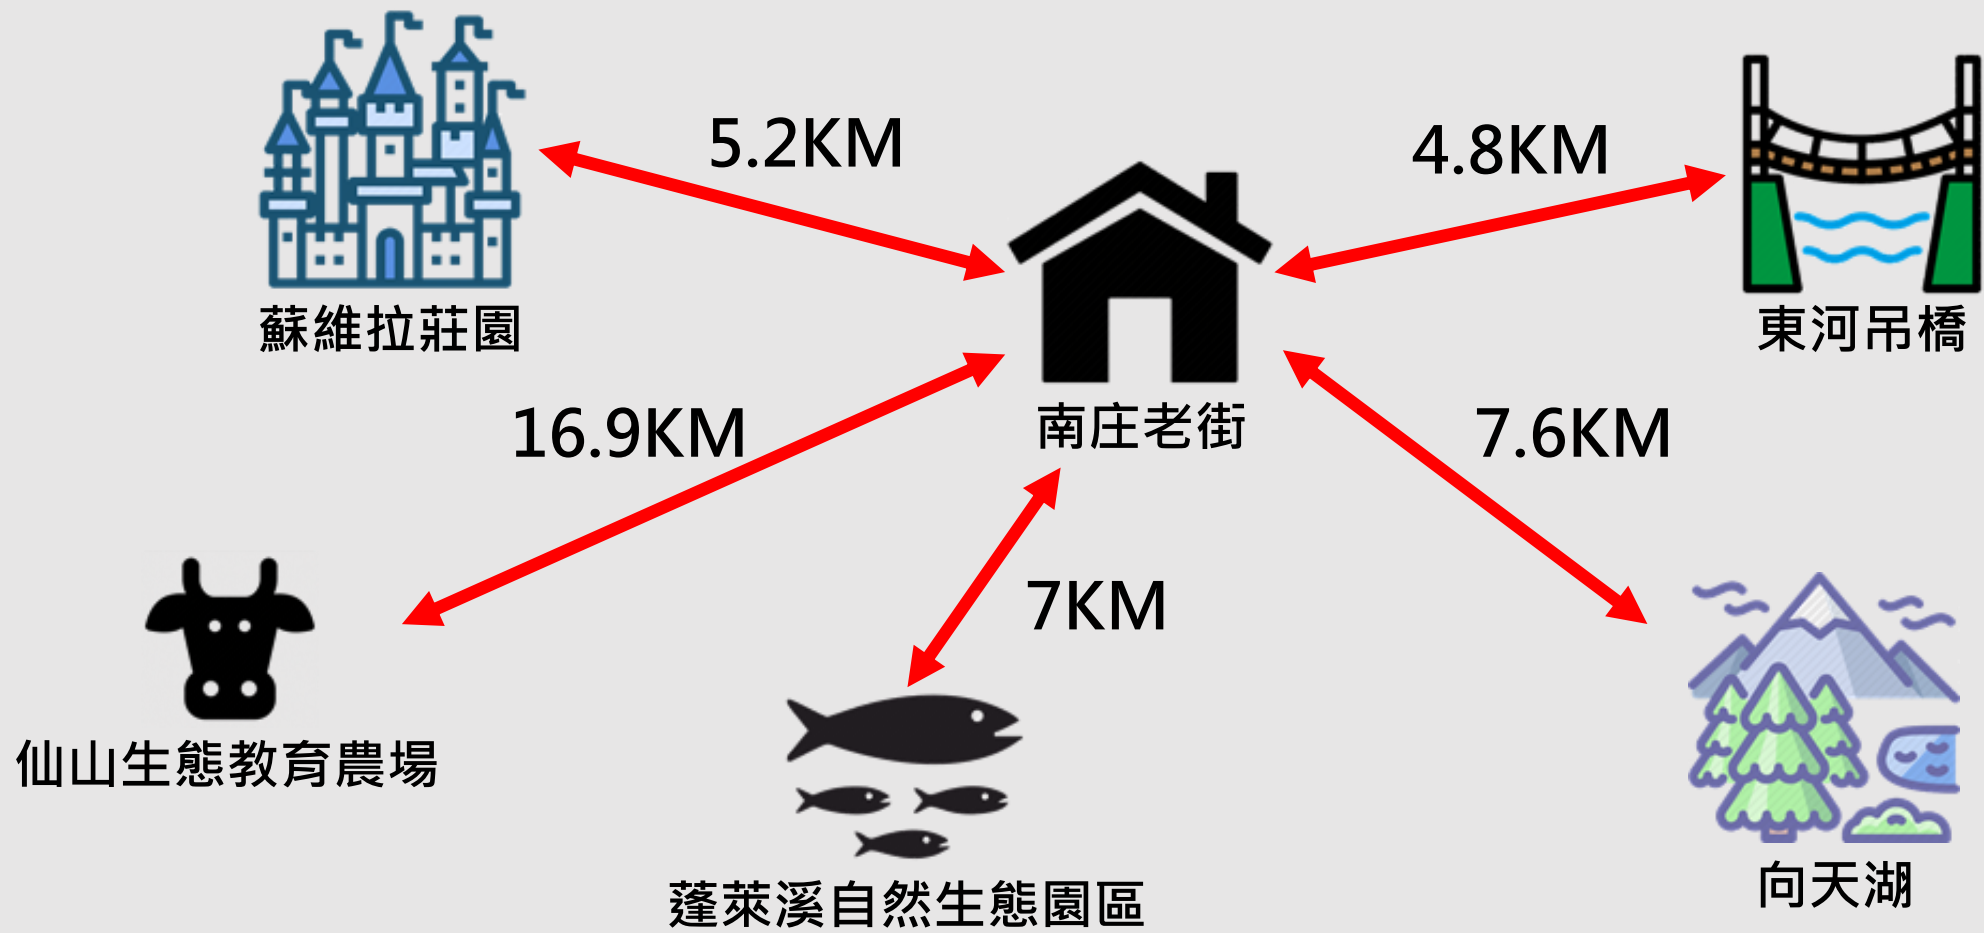 5.2KM
4.8KM
蘇維拉莊園
東河吊橋
南庄老街
16.9KM
7.6KM
7KM
仙山生態教育農場
蓬萊溪自然生態園區
向天湖